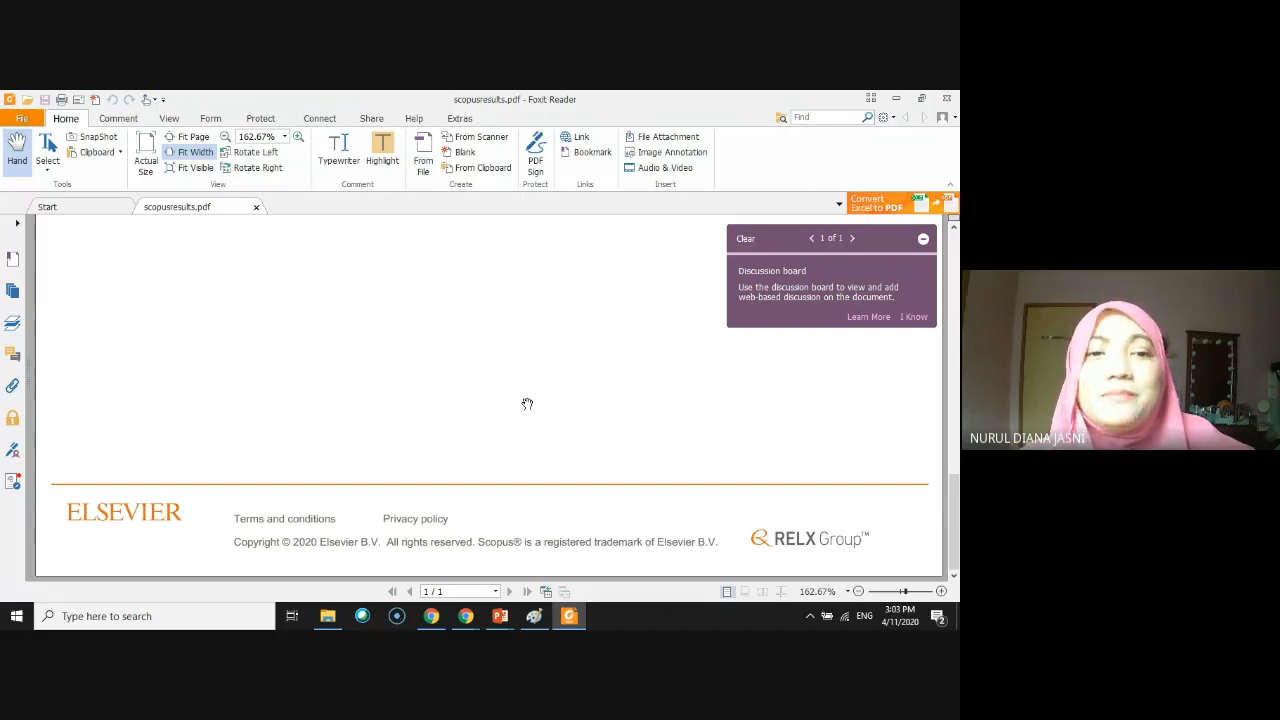 scopusresults.pdf - Foxit Reader
File Home Comment View Form Protect Connect Share Help Extras
Find
Hand
Select
SnapShot
Clipboard
Tools
Actual Size
Fit Page
Fit Width
Fit Visible
162.67%
Rotate Left
Rotate Right
View
Typewriter
Highlight
Comment
From File
From Scanner
Blank
From Clipboard
Create
PDF Sign
Protect
Link
Bookmark
Links
File Attachment
Image Annotation
Audio & Video
Insert
Start
scopusresults.pdf
Convert
Excel to PDF
Clear
1 of 1
Discussion board
Use the discussion board to view and add
web-based discussion on the document.
Learn More I Know
NURUL DIANA JASNI
ELSEVIER
Terms and conditions Privacy policy
Copyright © 2020 Elsevier B.V. All rights reserved. Scopus® is a registered trademark of Elsevier B.V.
RELX Group™
1 / 1
162.67%
Type here to search
ENG
3:03 PM
4/11/2020
2